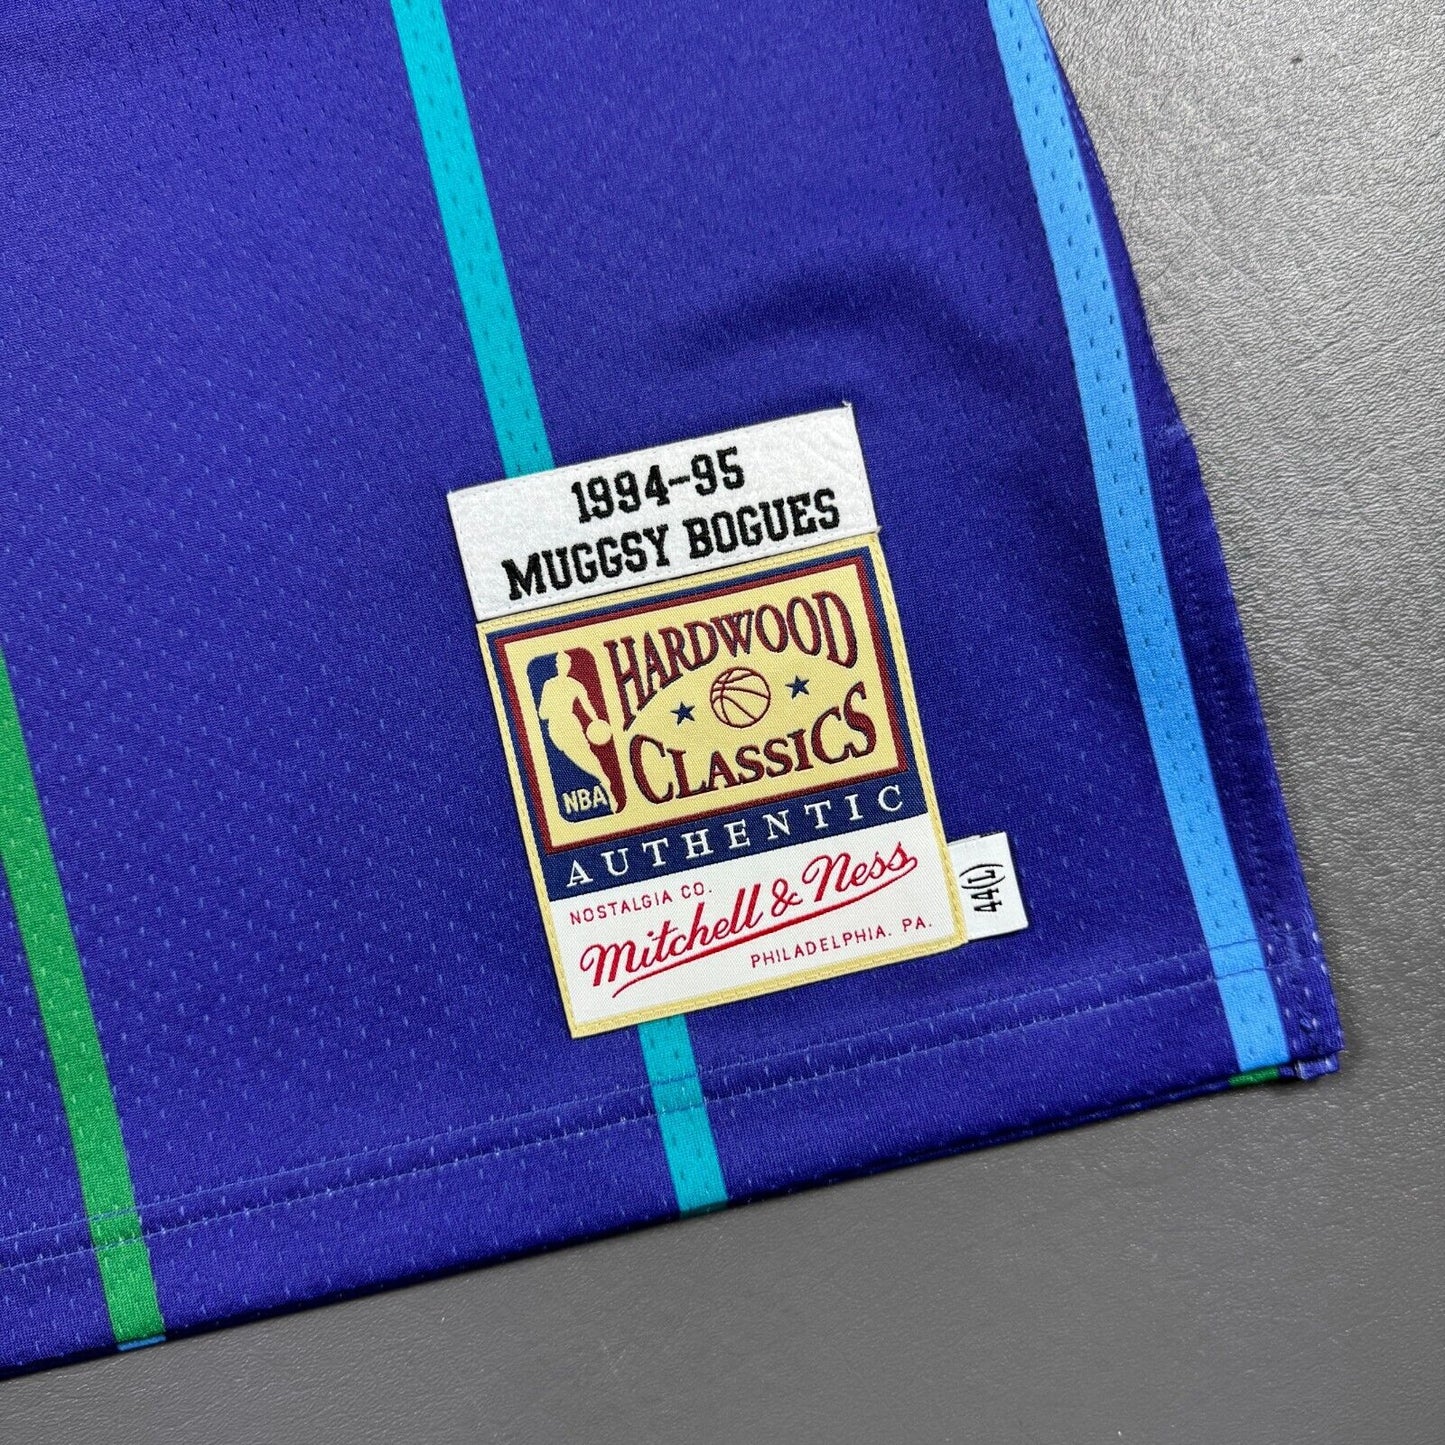 1994-95
MUGGSY BOGUES
HARDWOOD
CLASSICS
NBA
AUTHENTIC
NOSTALGIA CO.
Mitchell & Ness
PHILADELPHIA. PA.
44(L)